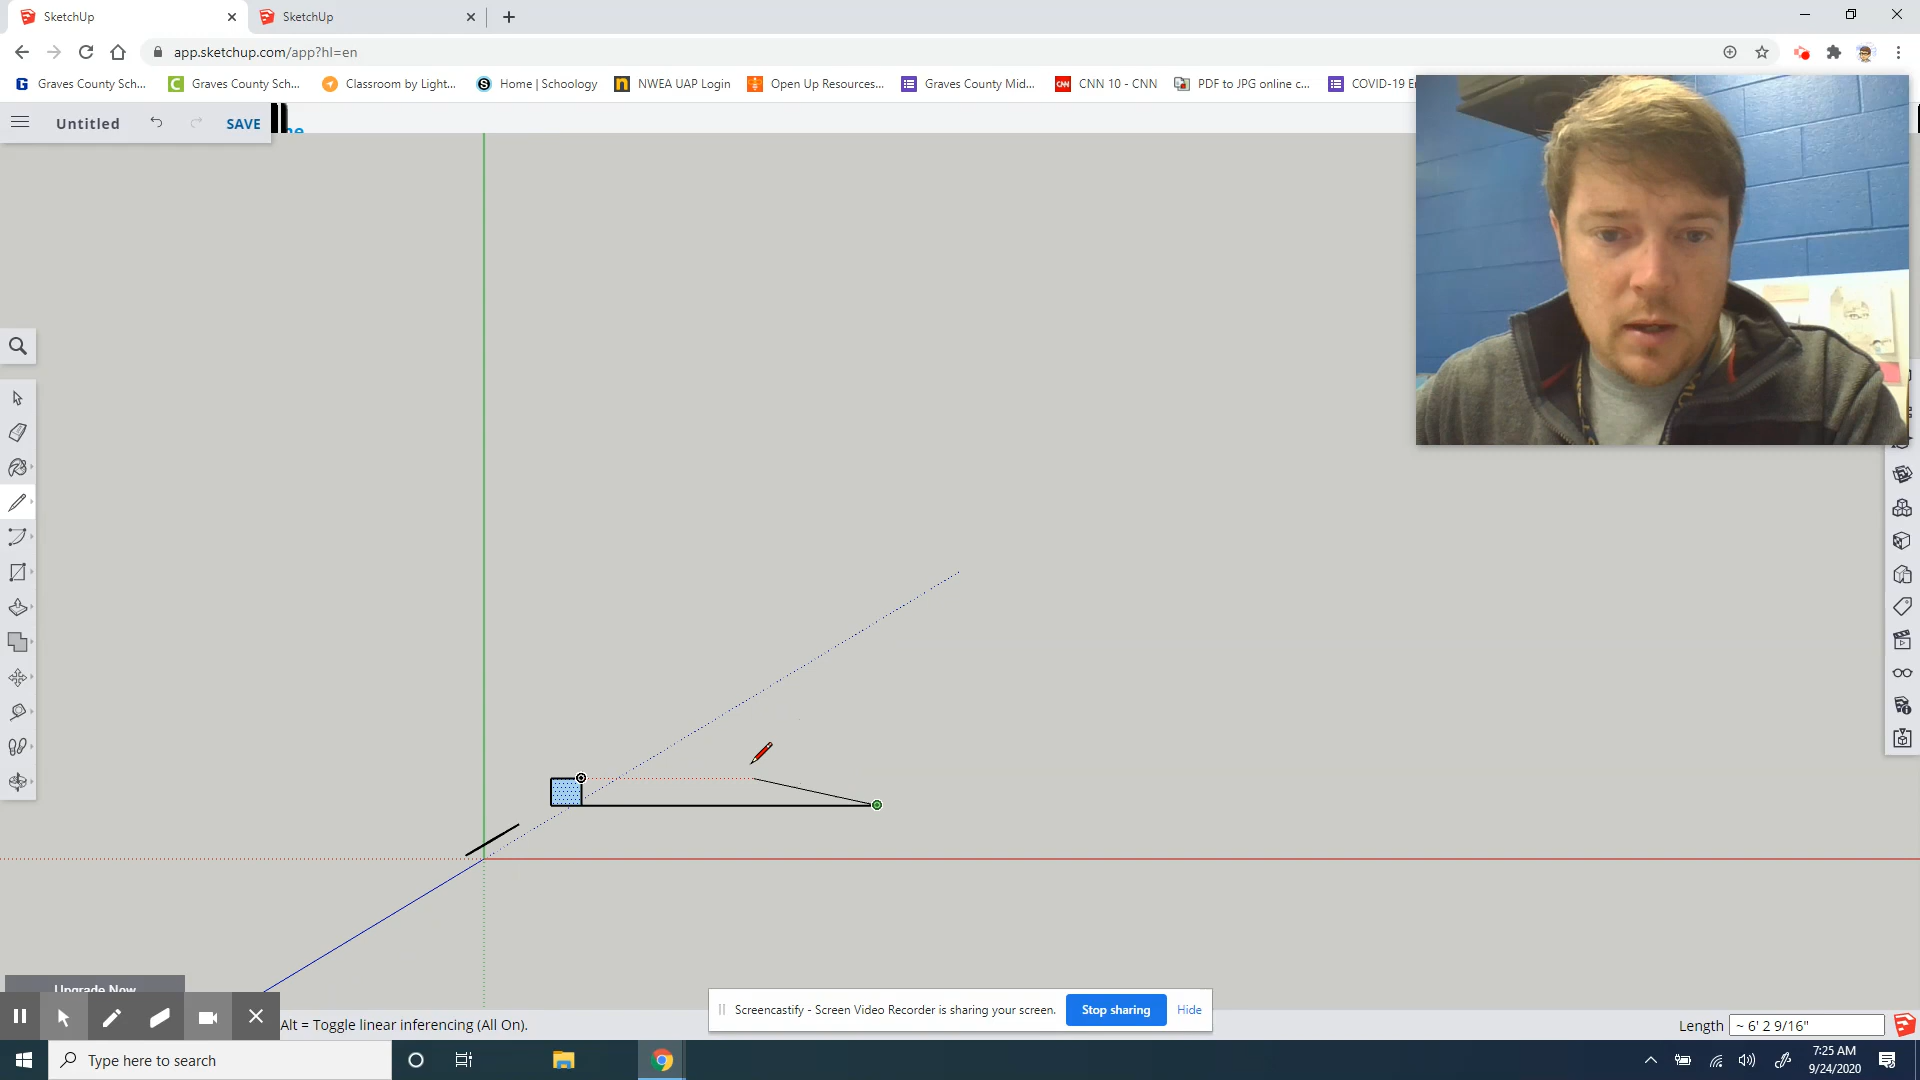 SketchUp
SketchUp
app.sketchup.com/app?hl=en
Graves County Sch...
Graves County Sch...
Classroom by Light...
Home | Schoology
NWEA UAP Login
Open Up Resources...
Graves County Mid...
CNN 10 - CNN
PDF to JPG online c...
COVID-19
Untitled
SAVE
Upgrade Now
Alt = Toggle linear inferencing (All On).
Screencastify - Screen Video Recorder is sharing your screen.
Stop sharing
Hide
Length
~ 6' 2 9/16"
Type here to search
7:25 AM
9/24/2020